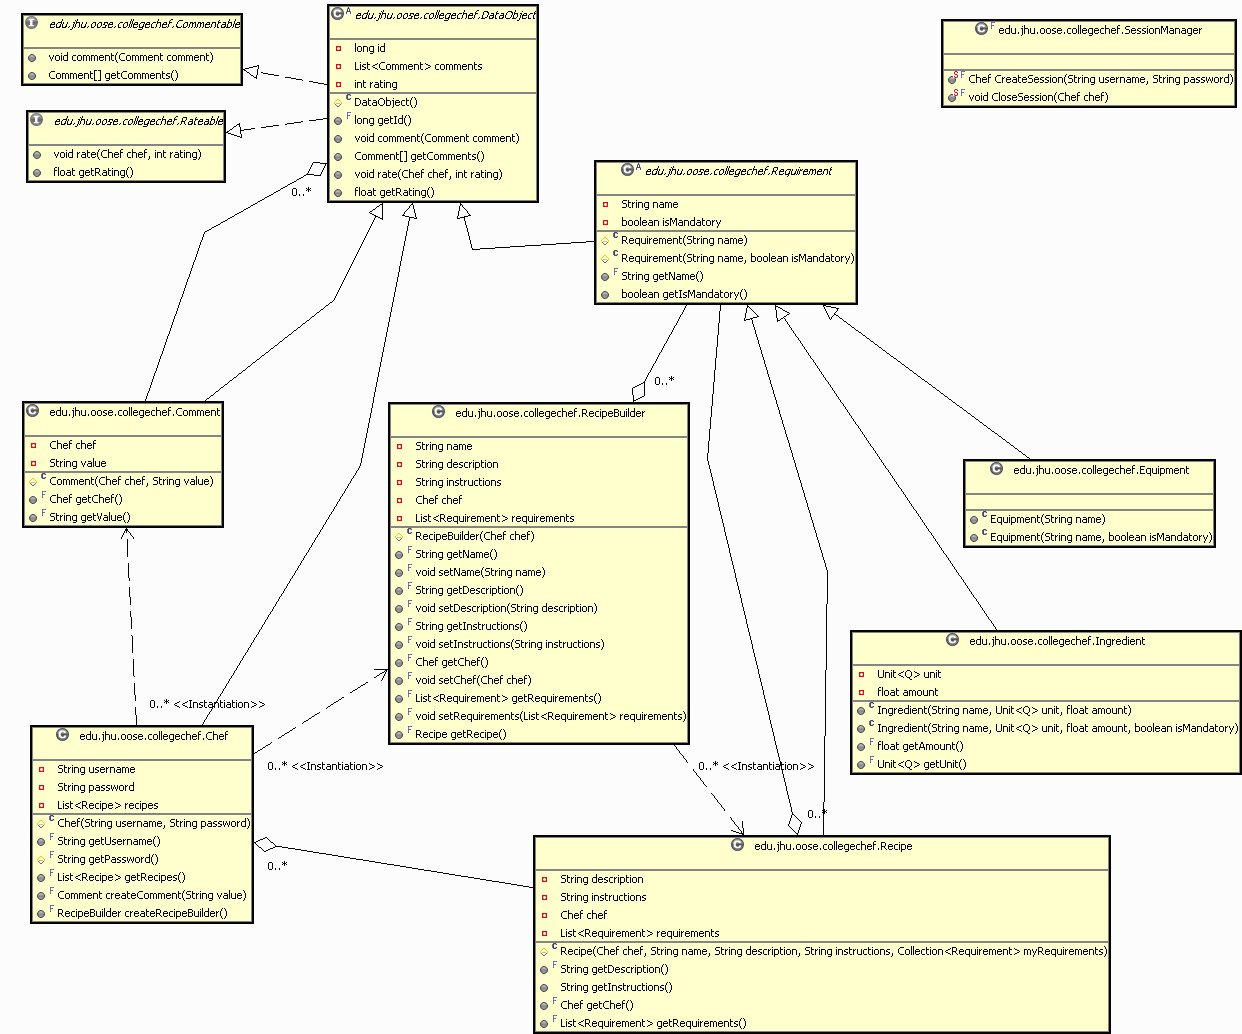 edu.jhu.oose.collegechef.Commentable
void comment(Comment comment)
Comment[] getComments()
edu.jhu.oose.collegechef.Rateable
void rate(Chef chef, int rating)
float getRating()
edu.jhu.oose.collegechef.DataObject
long id
List<Comment> comments
int rating
DataObject()
long getId()
void comment(Comment comment)
Comment[] getComments()
void rate(Chef chef, int rating)
float getRating()
edu.jhu.oose.collegechef.SessionManager
Chef CreateSession(String username, String password)
void CloseSession(Chef chef)
0..*
edu.jhu.oose.collegechef.Requirement
String name
boolean isMandatory
Requirement(String name)
Requirement(String name, boolean isMandatory)
String getName()
boolean getIsMandatory()
0..*
edu.jhu.oose.collegechef.Comment
Chef chef
String value
Comment(Chef chef, String value)
Chef getChef()
String getValue()
edu.jhu.oose.collegechef.RecipeBuilder
String name
String description
String instructions
Chef chef
List<Requirement> requirements
RecipeBuilder(Chef chef)
String getName()
void setName(String name)
String getDescription()
void setDescription(String description)
String getInstructions()
void setInstructions(String instructions)
Chef getChef()
void setChef(Chef chef)
List<Requirement> getRequirements()
void setRequirements(List<Requirement> requirements)
Recipe getRecipe()
edu.jhu.oose.collegechef.Equipment
Equipment(String name)
Equipment(String name, boolean isMandatory)
edu.jhu.oose.collegechef.Ingredient
Unit<Q> unit
float amount
Ingredient(String name, Unit<Q> unit, float amount)
Ingredient(String name, Unit<Q> unit, float amount, boolean isMandatory)
float getAmount()
Unit<Q> getUnit()
0..* <<Instantiation>>
0..* <<Instantiation>>
0..* <<Instantiation>>
0..*
edu.jhu.oose.collegechef.Chef
String username
String password
List<Recipe> recipes
Chef(String username, String password)
String getUsername()
String getPassword()
List<Recipe> getRecipes()
Comment createComment(String value)
RecipeBuilder createRecipeBuilder()
0..*
edu.jhu.oose.collegechef.Recipe
String description
String instructions
Chef chef
List<Requirement> requirements
Recipe(Chef chef, String name, String description, String instructions, Collection<Requirement> myRequirements)
String getDescription()
String getInstructions()
Chef getChef()
List<Requirement> getRequirements()